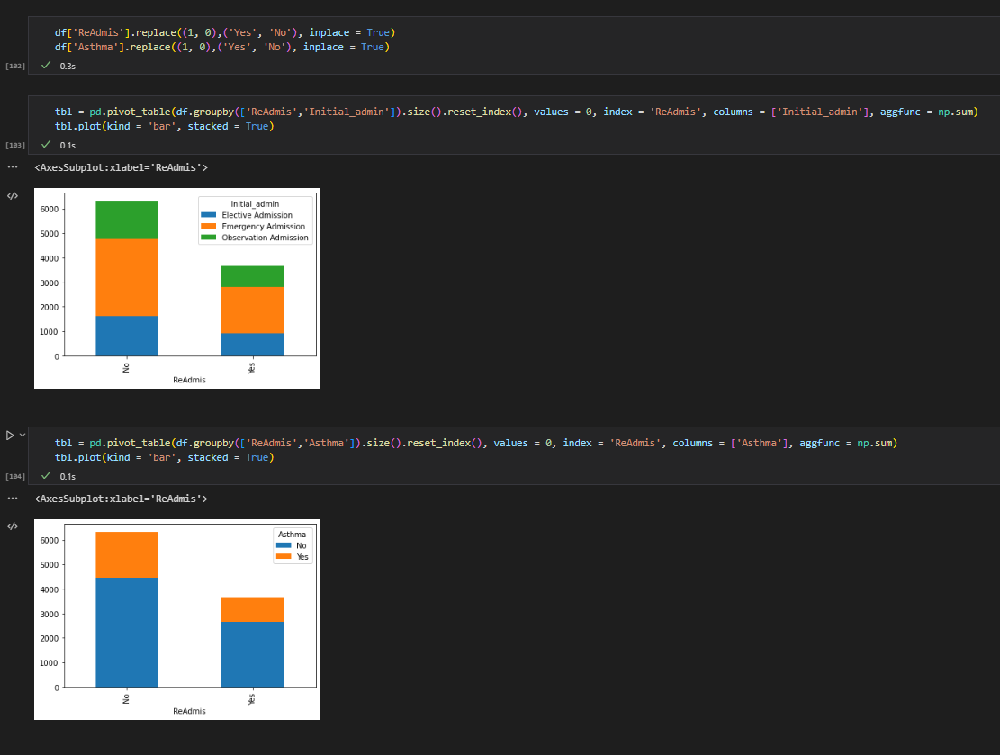 df['ReAdmis'].replace((1, 0),('Yes', 'No'), inplace = True)
df['Asthma'].replace((1, 0),('Yes', 'No'), inplace = True)
[102]
0.3s
tbl = pd.pivot_table(df.groupby(['ReAdmis','Initial_admin']).size().reset_index(), values = 0, index = 'ReAdmis', columns = ['Initial_admin'], aggfunc = np.sum)
tbl.plot(kind = 'bar', stacked = True)
[103]
0.1s
... <AxesSubplot:xlabel='ReAdmis'>
</>
Initial_admin
Elective Admission
Emergency Admission
Observation Admission
6000
5000
4000
3000
2000
1000
0
No
Yes
ReAdmis
tbl = pd.pivot_table(df.groupby(['ReAdmis','Asthma']).size().reset_index(), values = 0, index = 'ReAdmis', columns = ['Asthma'], aggfunc = np.sum)
tbl.plot(kind = 'bar', stacked = True)
[104]
0.1s
... <AxesSubplot:xlabel='ReAdmis'>
</>
Asthma
No
Yes
6000
5000
4000
3000
2000
1000
0
No
Yes
ReAdmis